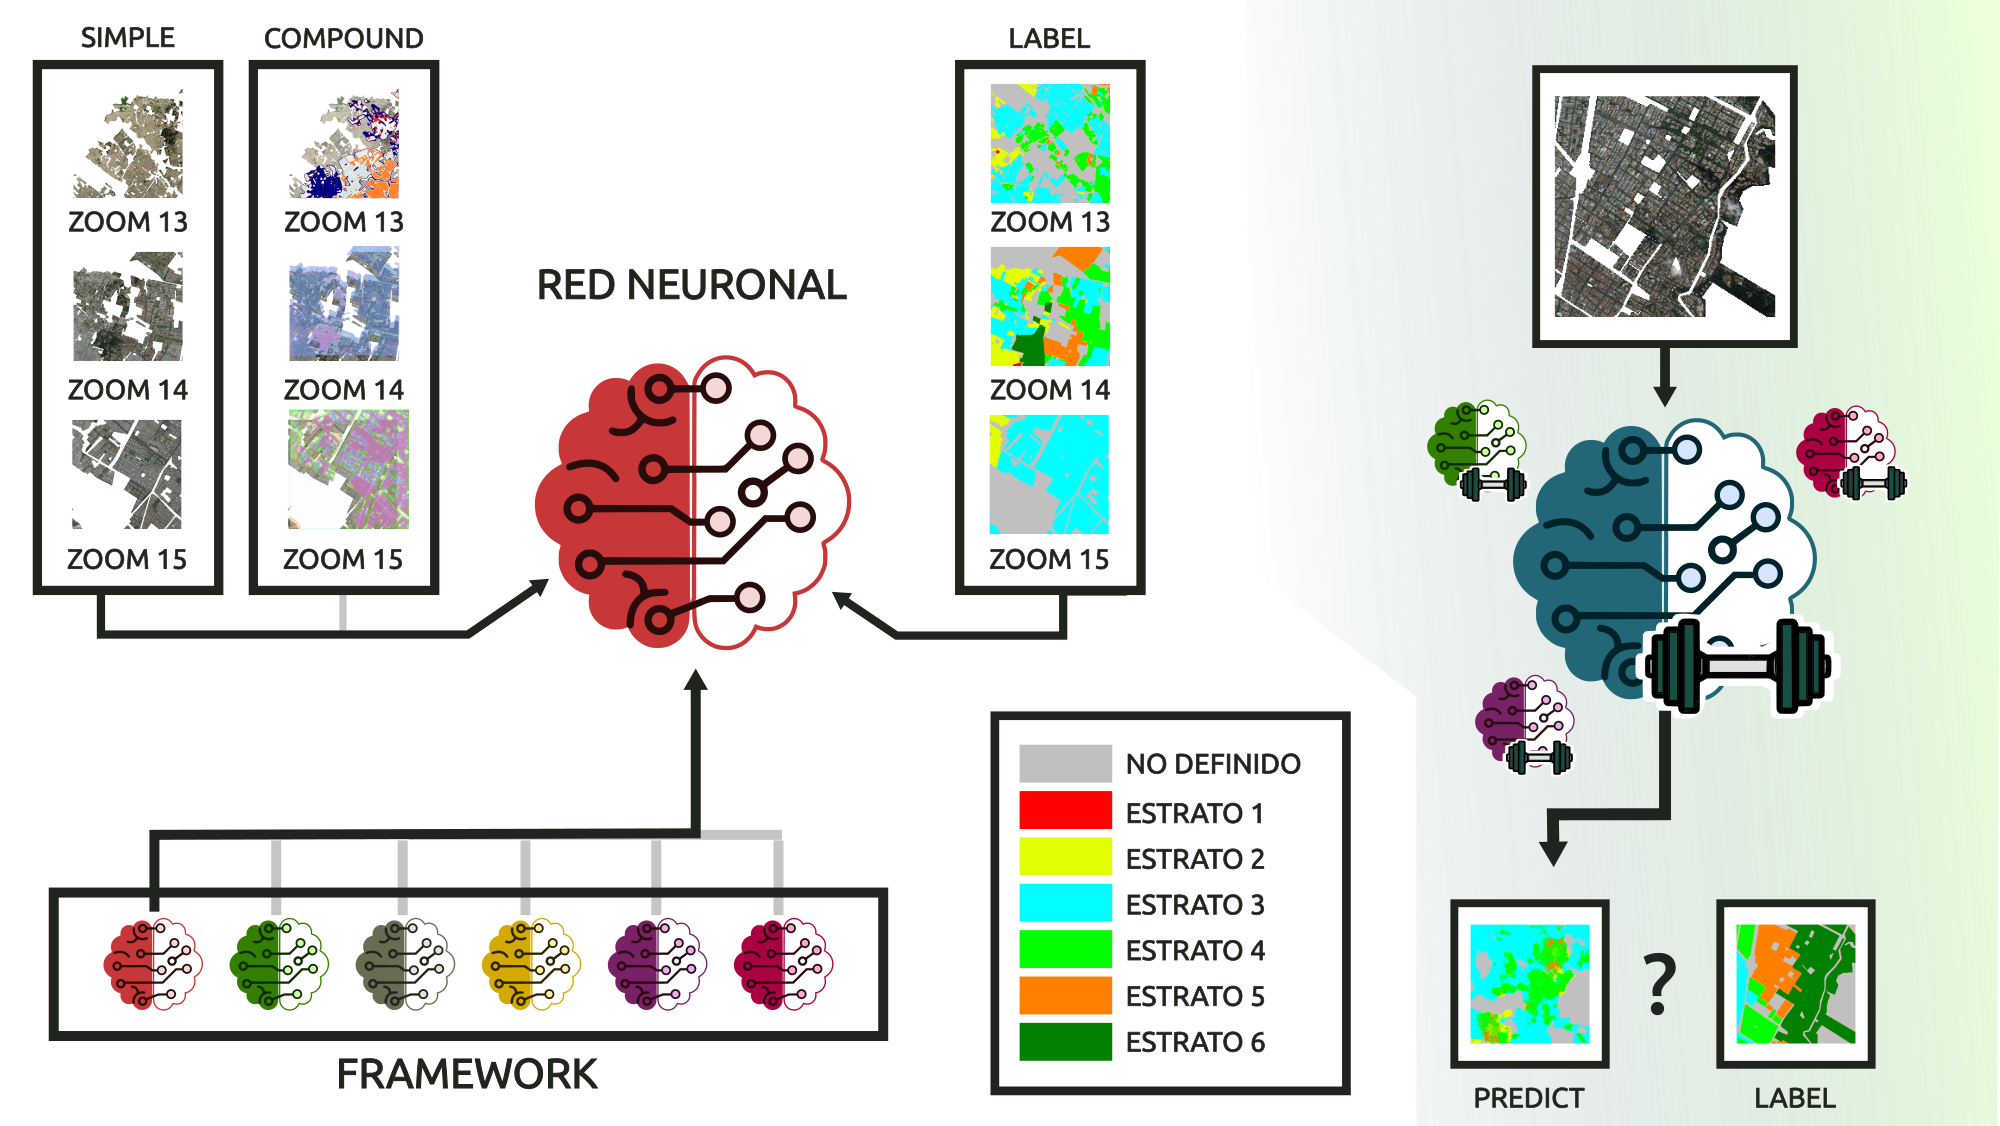 SIMPLE
ZOOM 13
ZOOM 14
ZOOM 15
COMPOUND
ZOOM 13
ZOOM 14
ZOOM 15
RED NEURONAL
LABEL
ZOOM 13
ZOOM 14
ZOOM 15
FRAMEWORK
NO DEFINIDO
ESTRATO 1
ESTRATO 2
ESTRATO 3
ESTRATO 4
ESTRATO 5
ESTRATO 6
PREDICT
?
LABEL